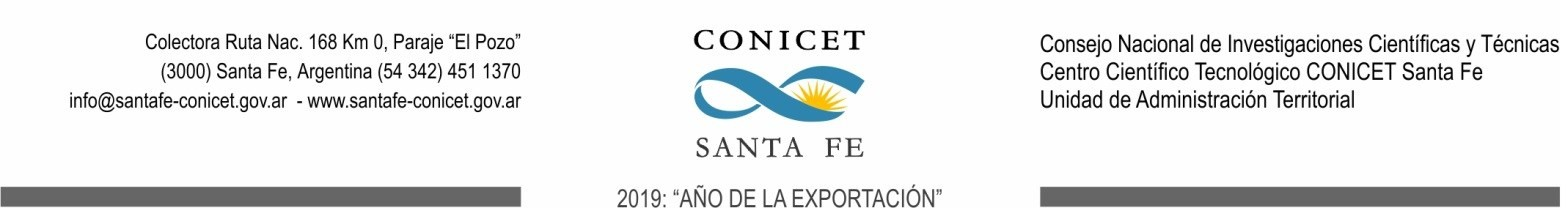 Colectora Ruta Nac. 168 Km 0, Paraje “El Pozo”
(3000) Santa Fe, Argentina (54 342) 451 1370
info@santafe-conicet.gov.ar - www.santafe-conicet.gov.ar
CONICET
SANTA FE
2019: “AÑO DE LA EXPORTACIÓN”
Consejo Nacional de Investigaciones Científicas y Técnicas
Centro Científico Tecnológico CONICET Santa Fe
Unidad de Administración Territorial